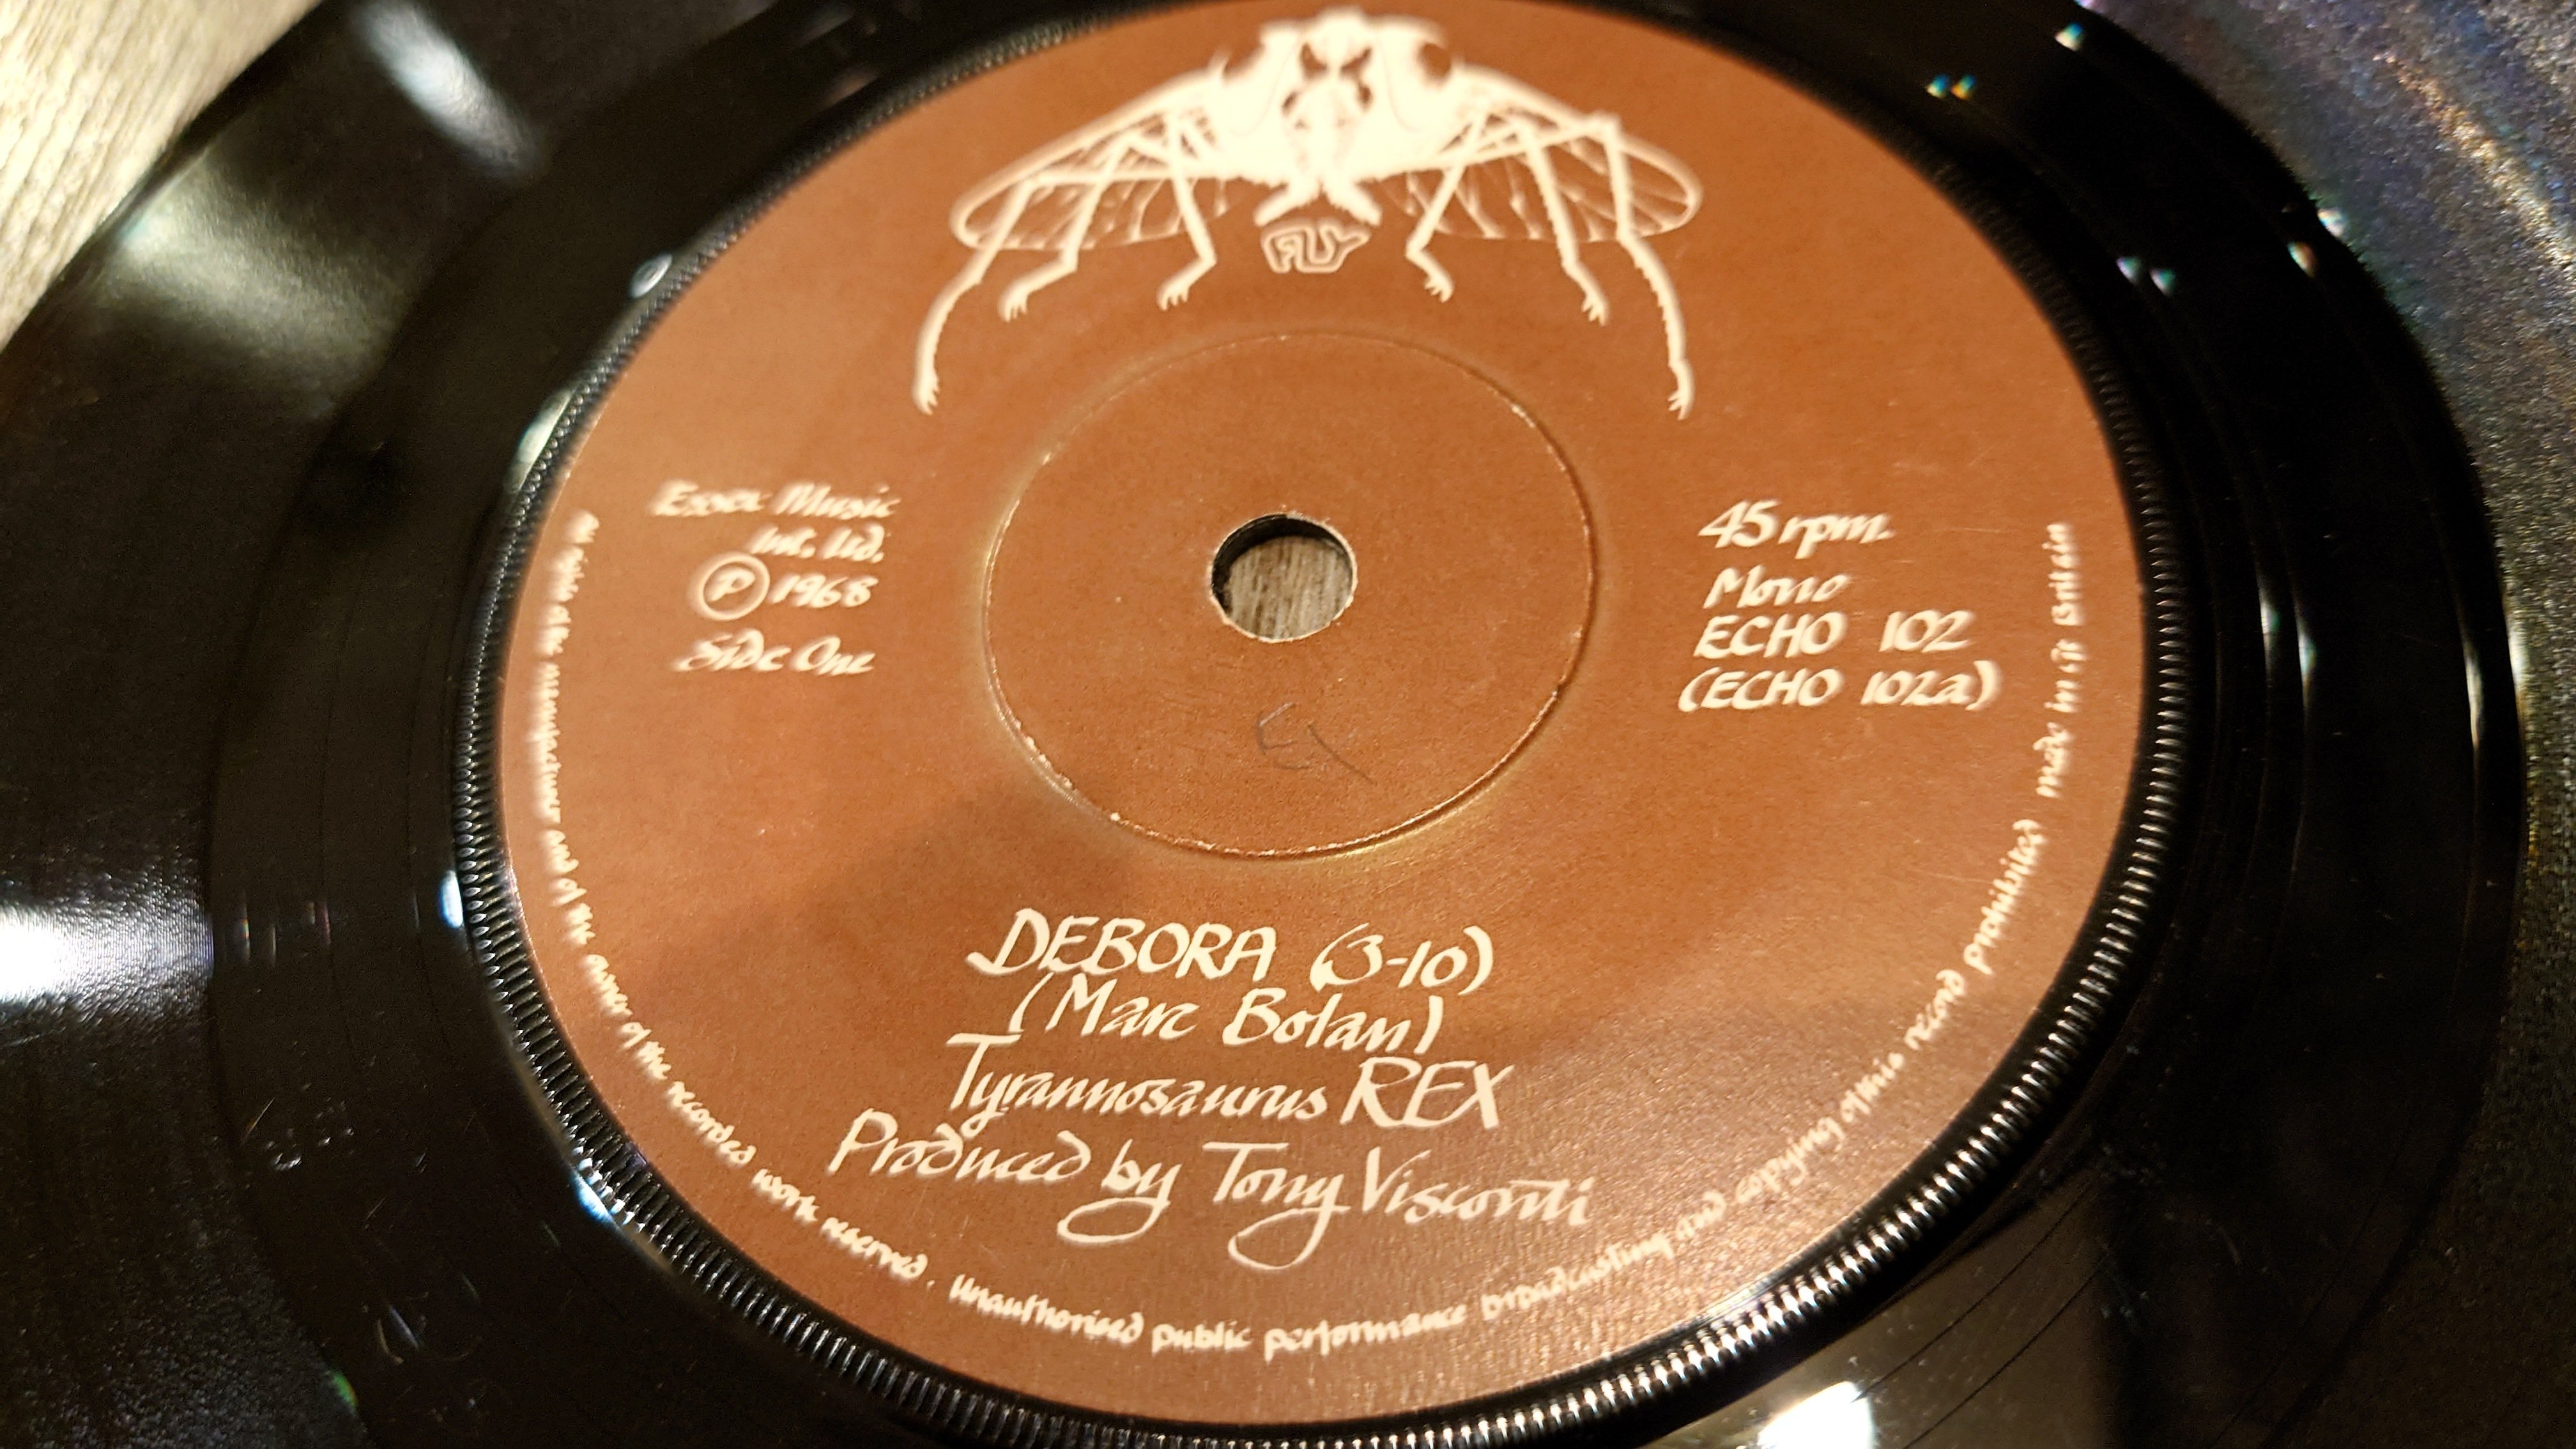 FLY
Essex Music
Int. Ltd.
℗ 1968
Side One
45 rpm.
Mono
ECHO 102
(ECHO 102a)
DEBORA (3-10)
(Marc Bolan)
Tyrannosaurus REX
Produced by Tony Visconti
All rights of the manufacturer and of the owner of the recorded work reserved. Unauthorised public performance broadcasting and copying of this record prohibited made in Gt Britain